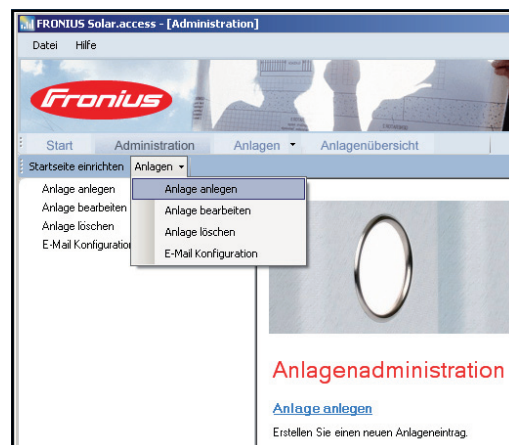 FRONIUS Solar.access - [Administration]
Datei Hilfe
Fronius
Start Administration Anlagen Anlagenübersicht
Startseite einrichten Anlagen
Anlage anlegen
Anlage bearbeiten
Anlage löschen
E-Mail Konfiguration
Anlage anlegen
Anlage bearbeiten
Anlage löschen
E-Mail Konfiguration
Anlagenadministration
Anlage anlegen
Erstellen Sie einen neuen Anlageneintrag.